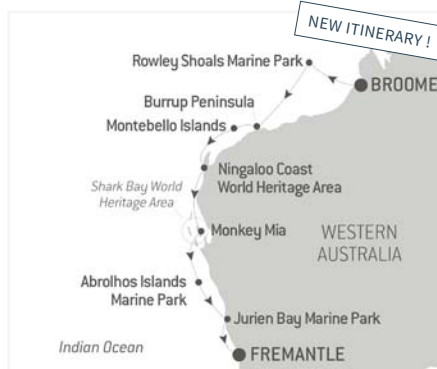 NEW ITINERARY !
Rowley Shoals Marine Park
BROOME
Burrup Peninsula
Montebello Islands
Ningaloo Coast
World Heritage Area
Shark Bay World
Heritage Area
Monkey Mia
WESTERN
AUSTRALIA
Abrolhos Islands
Marine Park
Jurien Bay Marine Park
Indian Ocean
FREMANTLE